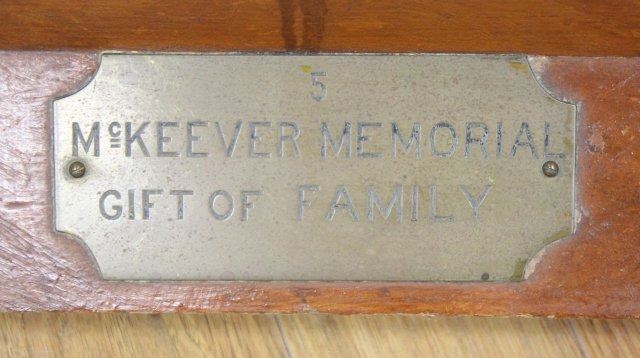 5
McKEEVER MEMORIAL
GIFT OF FAMILY